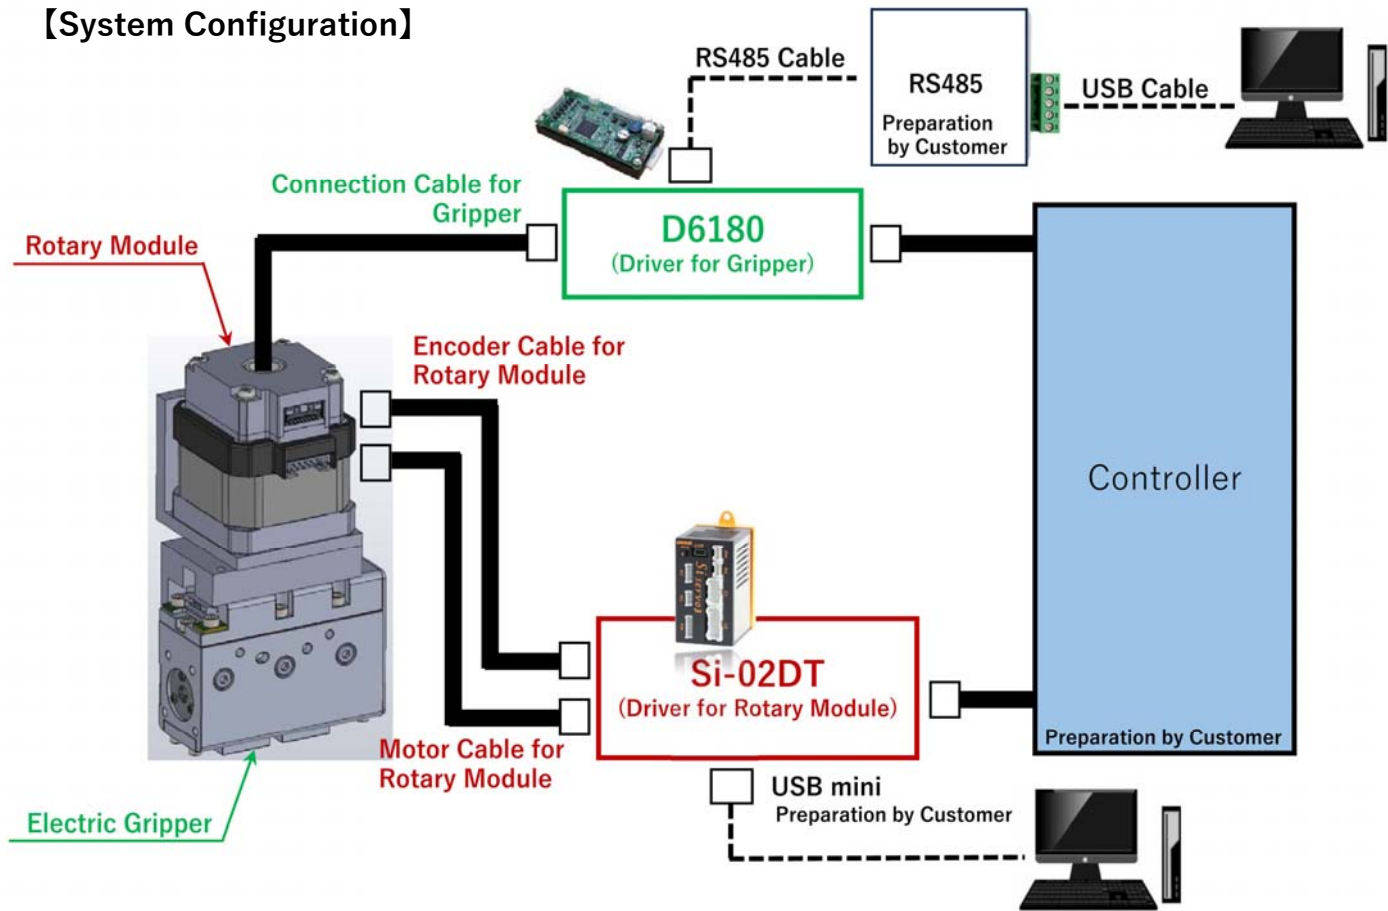 【System Configuration】
RS485 Cable
RS485
Preparation
by Customer
USB Cable
Connection Cable for
Gripper
D6180
(Driver for Gripper)
Rotary Module
Encoder Cable for
Rotary Module
Controller
Si-02DT
(Driver for Rotary Module)
Preparation by Customer
Motor Cable for
Rotary Module
USB mini
Preparation by Customer
Electric Gripper